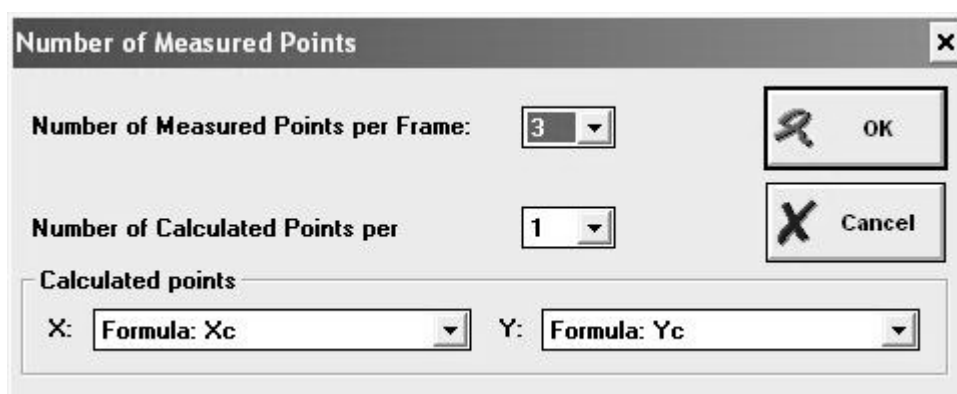 Number of Measured Points
Number of Measured Points per Frame: 3 OK
Number of Calculated Points per 1 Cancel
Calculated points
X: Formula: Xc Y: Formula: Yc